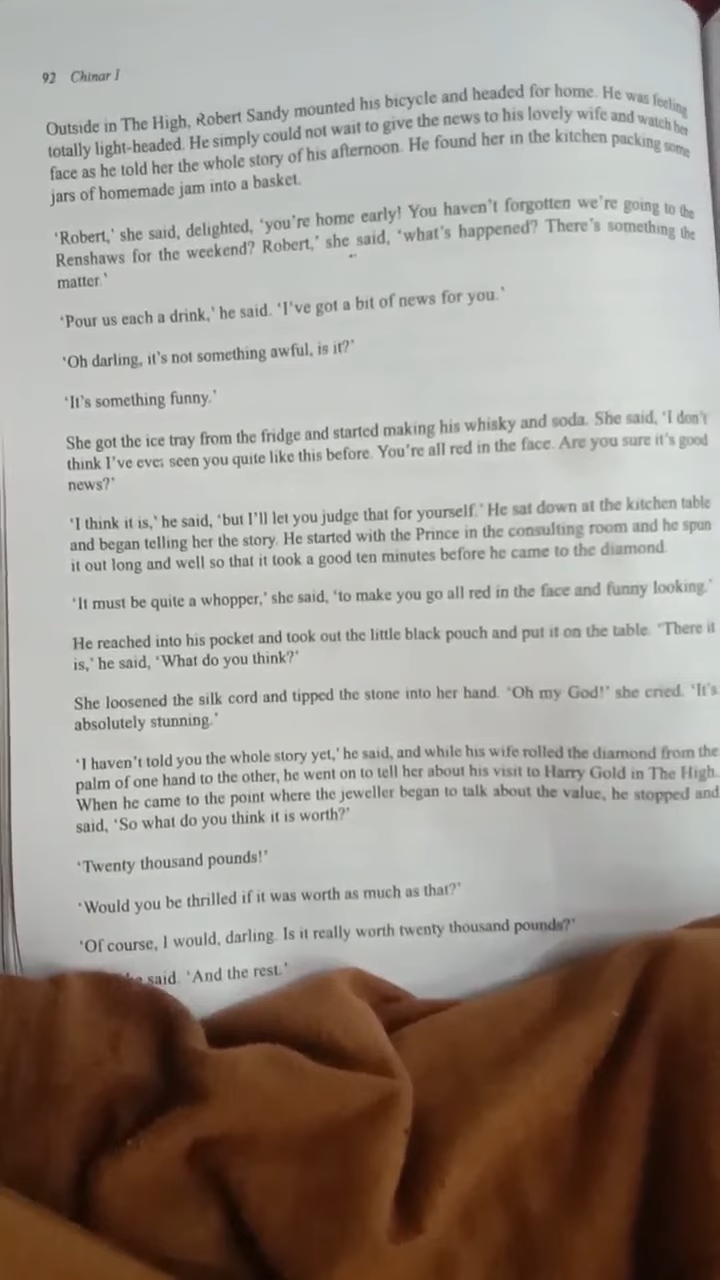 92 Chinar I
Outside in The High, Robert Sandy mounted his bicycle and headed for home. He was feeling
totally light-headed. He simply could not wait to give the news to his lovely wife and watch her
face as he told her the whole story of his afternoon. He found her in the kitchen packing some
jars of homemade jam into a basket.
‘Robert,’ she said, delighted, ‘you’re home early! You haven’t forgotten we’re going to the
Renshaws for the weekend? Robert,’ she said, ‘what’s happened? There’s something the
matter.’
‘Pour us each a drink,’ he said. ‘I’ve got a bit of news for you.’
‘Oh darling, it’s not something awful, is it?’
‘It’s something funny.’
She got the ice tray from the fridge and started making his whisky and soda. She said, ‘I don’t
think I’ve ever seen you quite like this before. You’re all red in the face. Are you sure it’s good
news?’
‘I think it is,’ he said, ‘but I’ll let you judge that for yourself.’ He sat down at the kitchen table
and began telling her the story. He started with the Prince in the consulting room and he spun
it out long and well so that it took a good ten minutes before he came to the diamond.
‘It must be quite a whopper,’ she said, ‘to make you go all red in the face and funny looking.’
He reached into his pocket and took out the little black pouch and put it on the table. ‘There it
is,’ he said, ‘What do you think?’
She loosened the silk cord and tipped the stone into her hand. ‘Oh my God!’ she cried. ‘It’s
absolutely stunning.’
‘I haven’t told you the whole story yet,’ he said, and while his wife rolled the diamond from the
palm of one hand to the other, he went on to tell her about his visit to Harry Gold in The High.
When he came to the point where the jeweller began to talk about the value, he stopped and
said, ‘So what do you think it is worth?’
‘Twenty thousand pounds!’
‘Would you be thrilled if it was worth as much as that?’
‘Of course, I would, darling. Is it really worth twenty thousand pounds?’
said. ‘And the rest.’